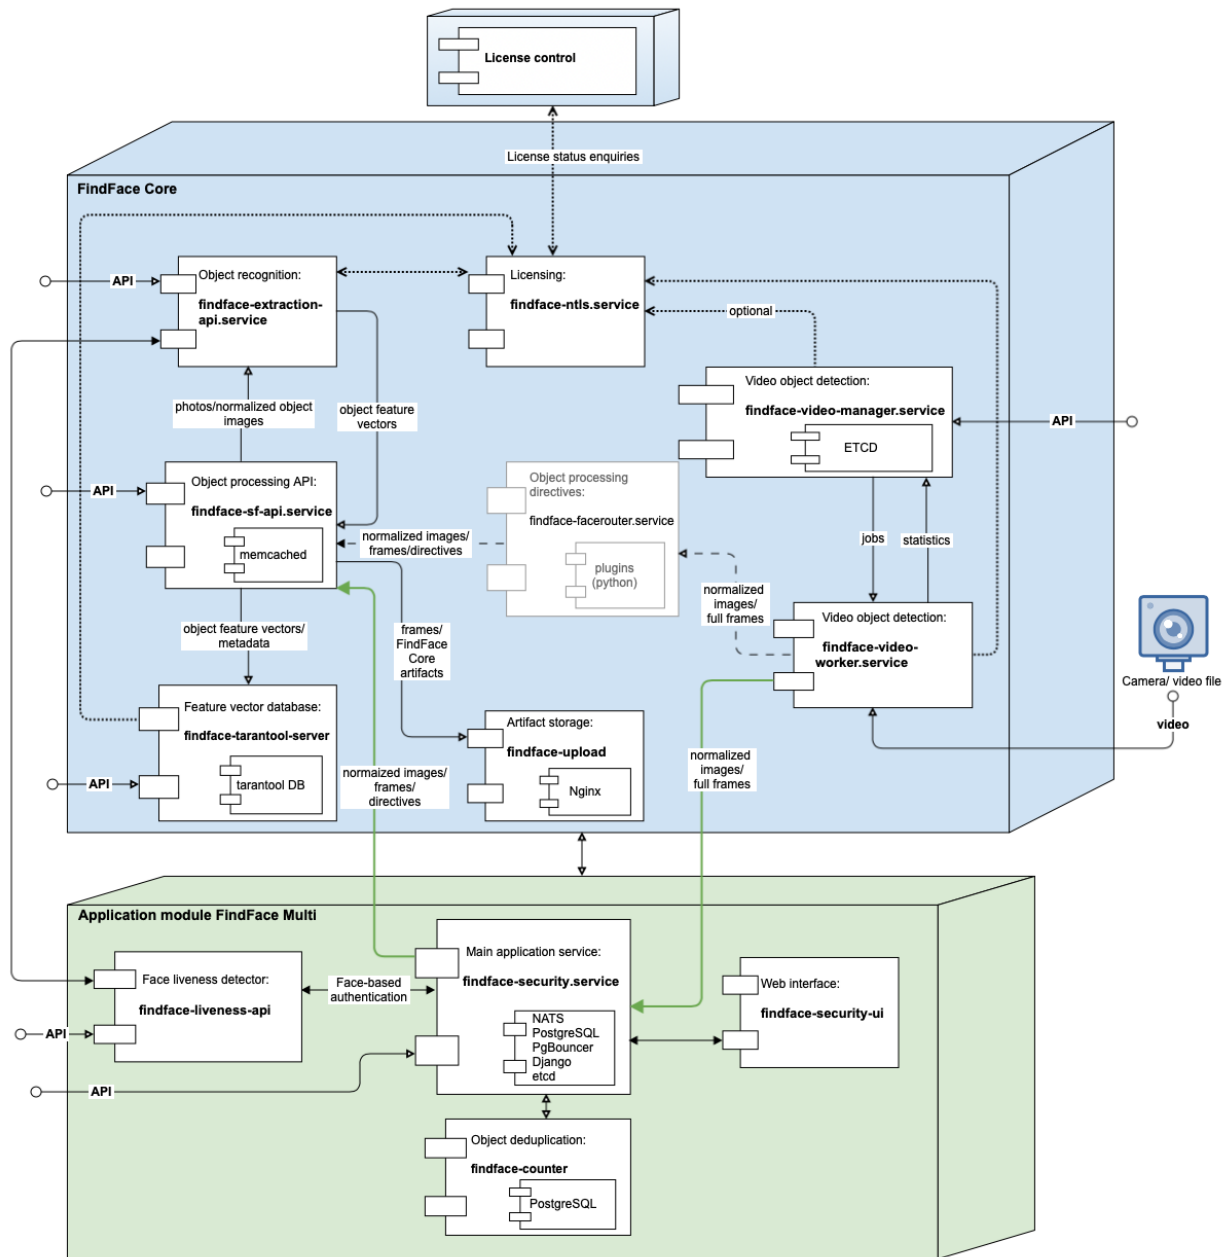 License control
License status enquiries
FindFace Core
Object recognition:
findface-extraction-
api.service
API
Licensing:
findface-ntls.service
optional
Video object detection:
findface-video-manager.service
ETCD
API
photos/normalized object
images
object feature
vectors
Object processing API:
findface-sf-api.service
memcached
API
Object processing
directives:
findface-facerouter.service
plugins
(python)
normalized images/
frames/directives
jobs
statistics
normalized
images/
full frames
Video object detection:
findface-video-
worker.service
Camera/ video file
video
object feature vectors/
metadata
frames/
FindFace
Core
artifacts
Feature vector database:
findface-tarantool-server
tarantool DB
API
Artifact storage:
findface-upload
Nginx
normaized images/
frames/
directives
normalized
images/
full frames
Application module FindFace Multi
Face liveness detector:
findface-liveness-api
API
API
Face-based
authentication
Main application service:
findface-security.service
NATS
PostgreSQL
PgBouncer
Django
etcd
Web interface:
findface-security-ui
Object deduplication:
findface-counter
PostgreSQL